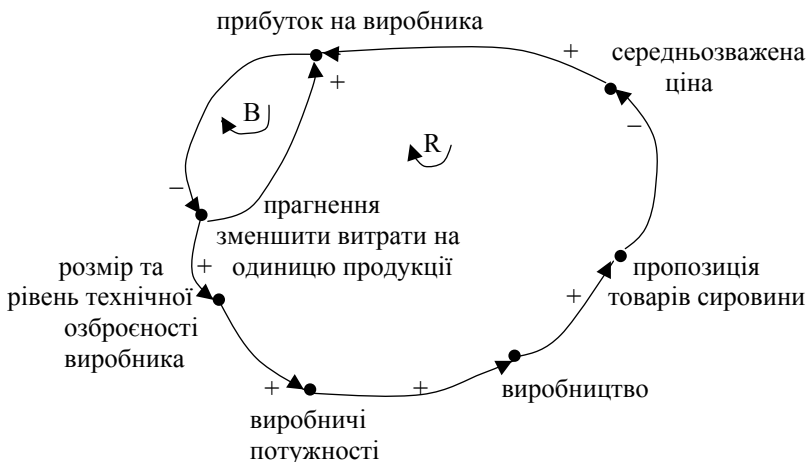 прибуток на виробника
+
середньозважена
ціна
+
B
R
–
–
прагнення
зменшити витрати на
одиницю продукції
+
розмір та
рівень технічної
озброєності
виробника
пропозиція
товарів сировини
+
+
+
виробництво
виробничі
потужності